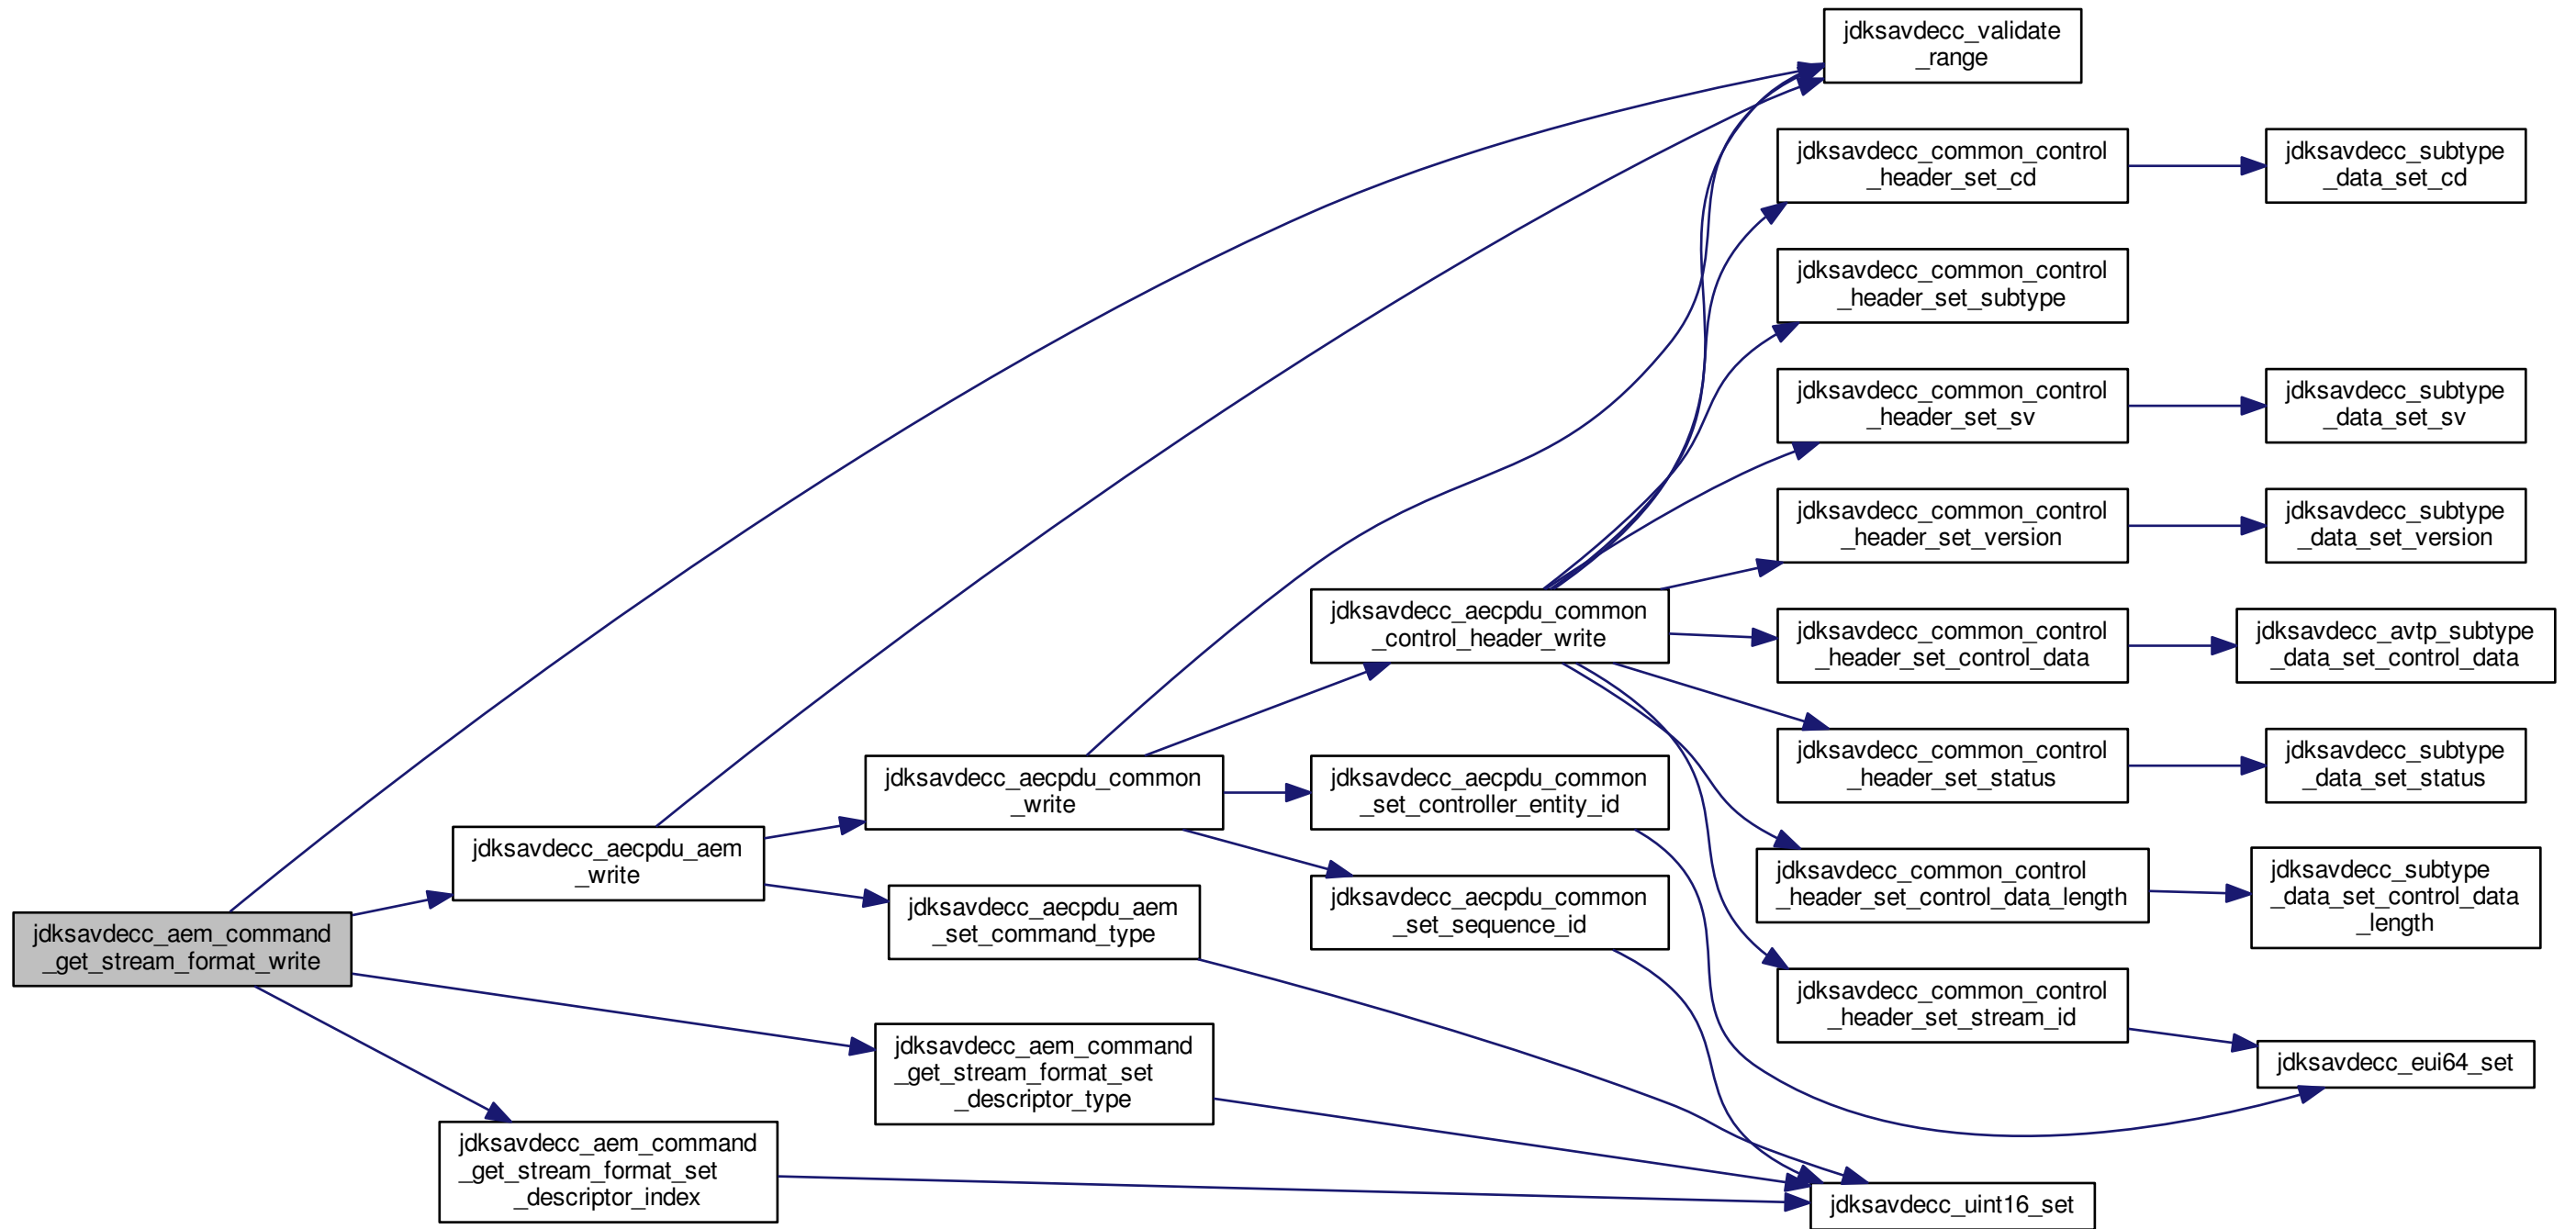 jdksavdecc_aem_command
_get_stream_format_write
jdksavdecc_aecpdu_aem
_write
jdksavdecc_aem_command
_get_stream_format_set
_descriptor_index
jdksavdecc_aecpdu_common
_write
jdksavdecc_aecpdu_aem
_set_command_type
jdksavdecc_aem_command
_get_stream_format_set
_descriptor_type
jdksavdecc_aecpdu_common
_control_header_write
jdksavdecc_aecpdu_common
_set_controller_entity_id
jdksavdecc_aecpdu_common
_set_sequence_id
jdksavdecc_validate
_range
jdksavdecc_common_control
_header_set_cd
jdksavdecc_common_control
_header_set_subtype
jdksavdecc_common_control
_header_set_sv
jdksavdecc_common_control
_header_set_version
jdksavdecc_common_control
_header_set_control_data
jdksavdecc_common_control
_header_set_status
jdksavdecc_common_control
_header_set_control_data_length
jdksavdecc_common_control
_header_set_stream_id
jdksavdecc_uint16_set
jdksavdecc_subtype
_data_set_cd
jdksavdecc_subtype
_data_set_sv
jdksavdecc_subtype
_data_set_version
jdksavdecc_avtp_subtype
_data_set_control_data
jdksavdecc_subtype
_data_set_status
jdksavdecc_subtype
_data_set_control_data
_length
jdksavdecc_eui64_set